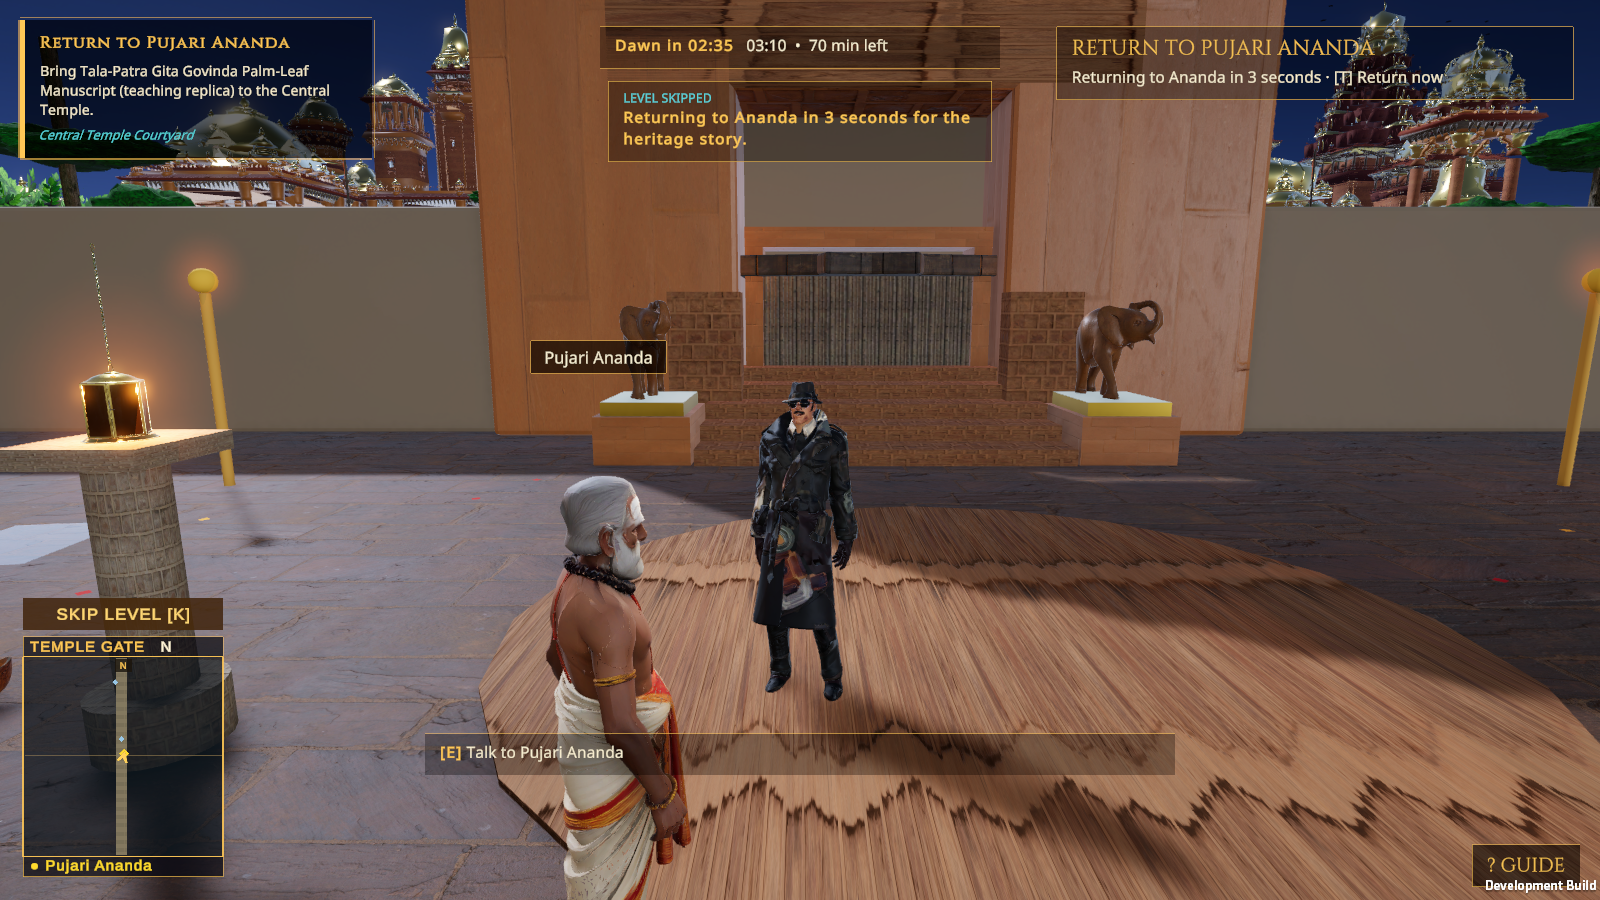 RETURN TO PUJARI ANANDA
Bring Tala-Patra Gita Govinda Palm-Leaf
Manuscript (teaching replica) to the Central
Temple.
Central Temple Courtyard
Dawn in 02:35 03:10 • 70 min left
LEVEL SKIPPED
Returning to Ananda in 3 seconds for the
heritage story.
RETURN TO PUJARI ANANDA
Returning to Ananda in 3 seconds · [T] Return now
Pujari Ananda
[E] Talk to Pujari Ananda
SKIP LEVEL [K]
TEMPLE GATE N
N
Pujari Ananda
? GUIDE
Development Build